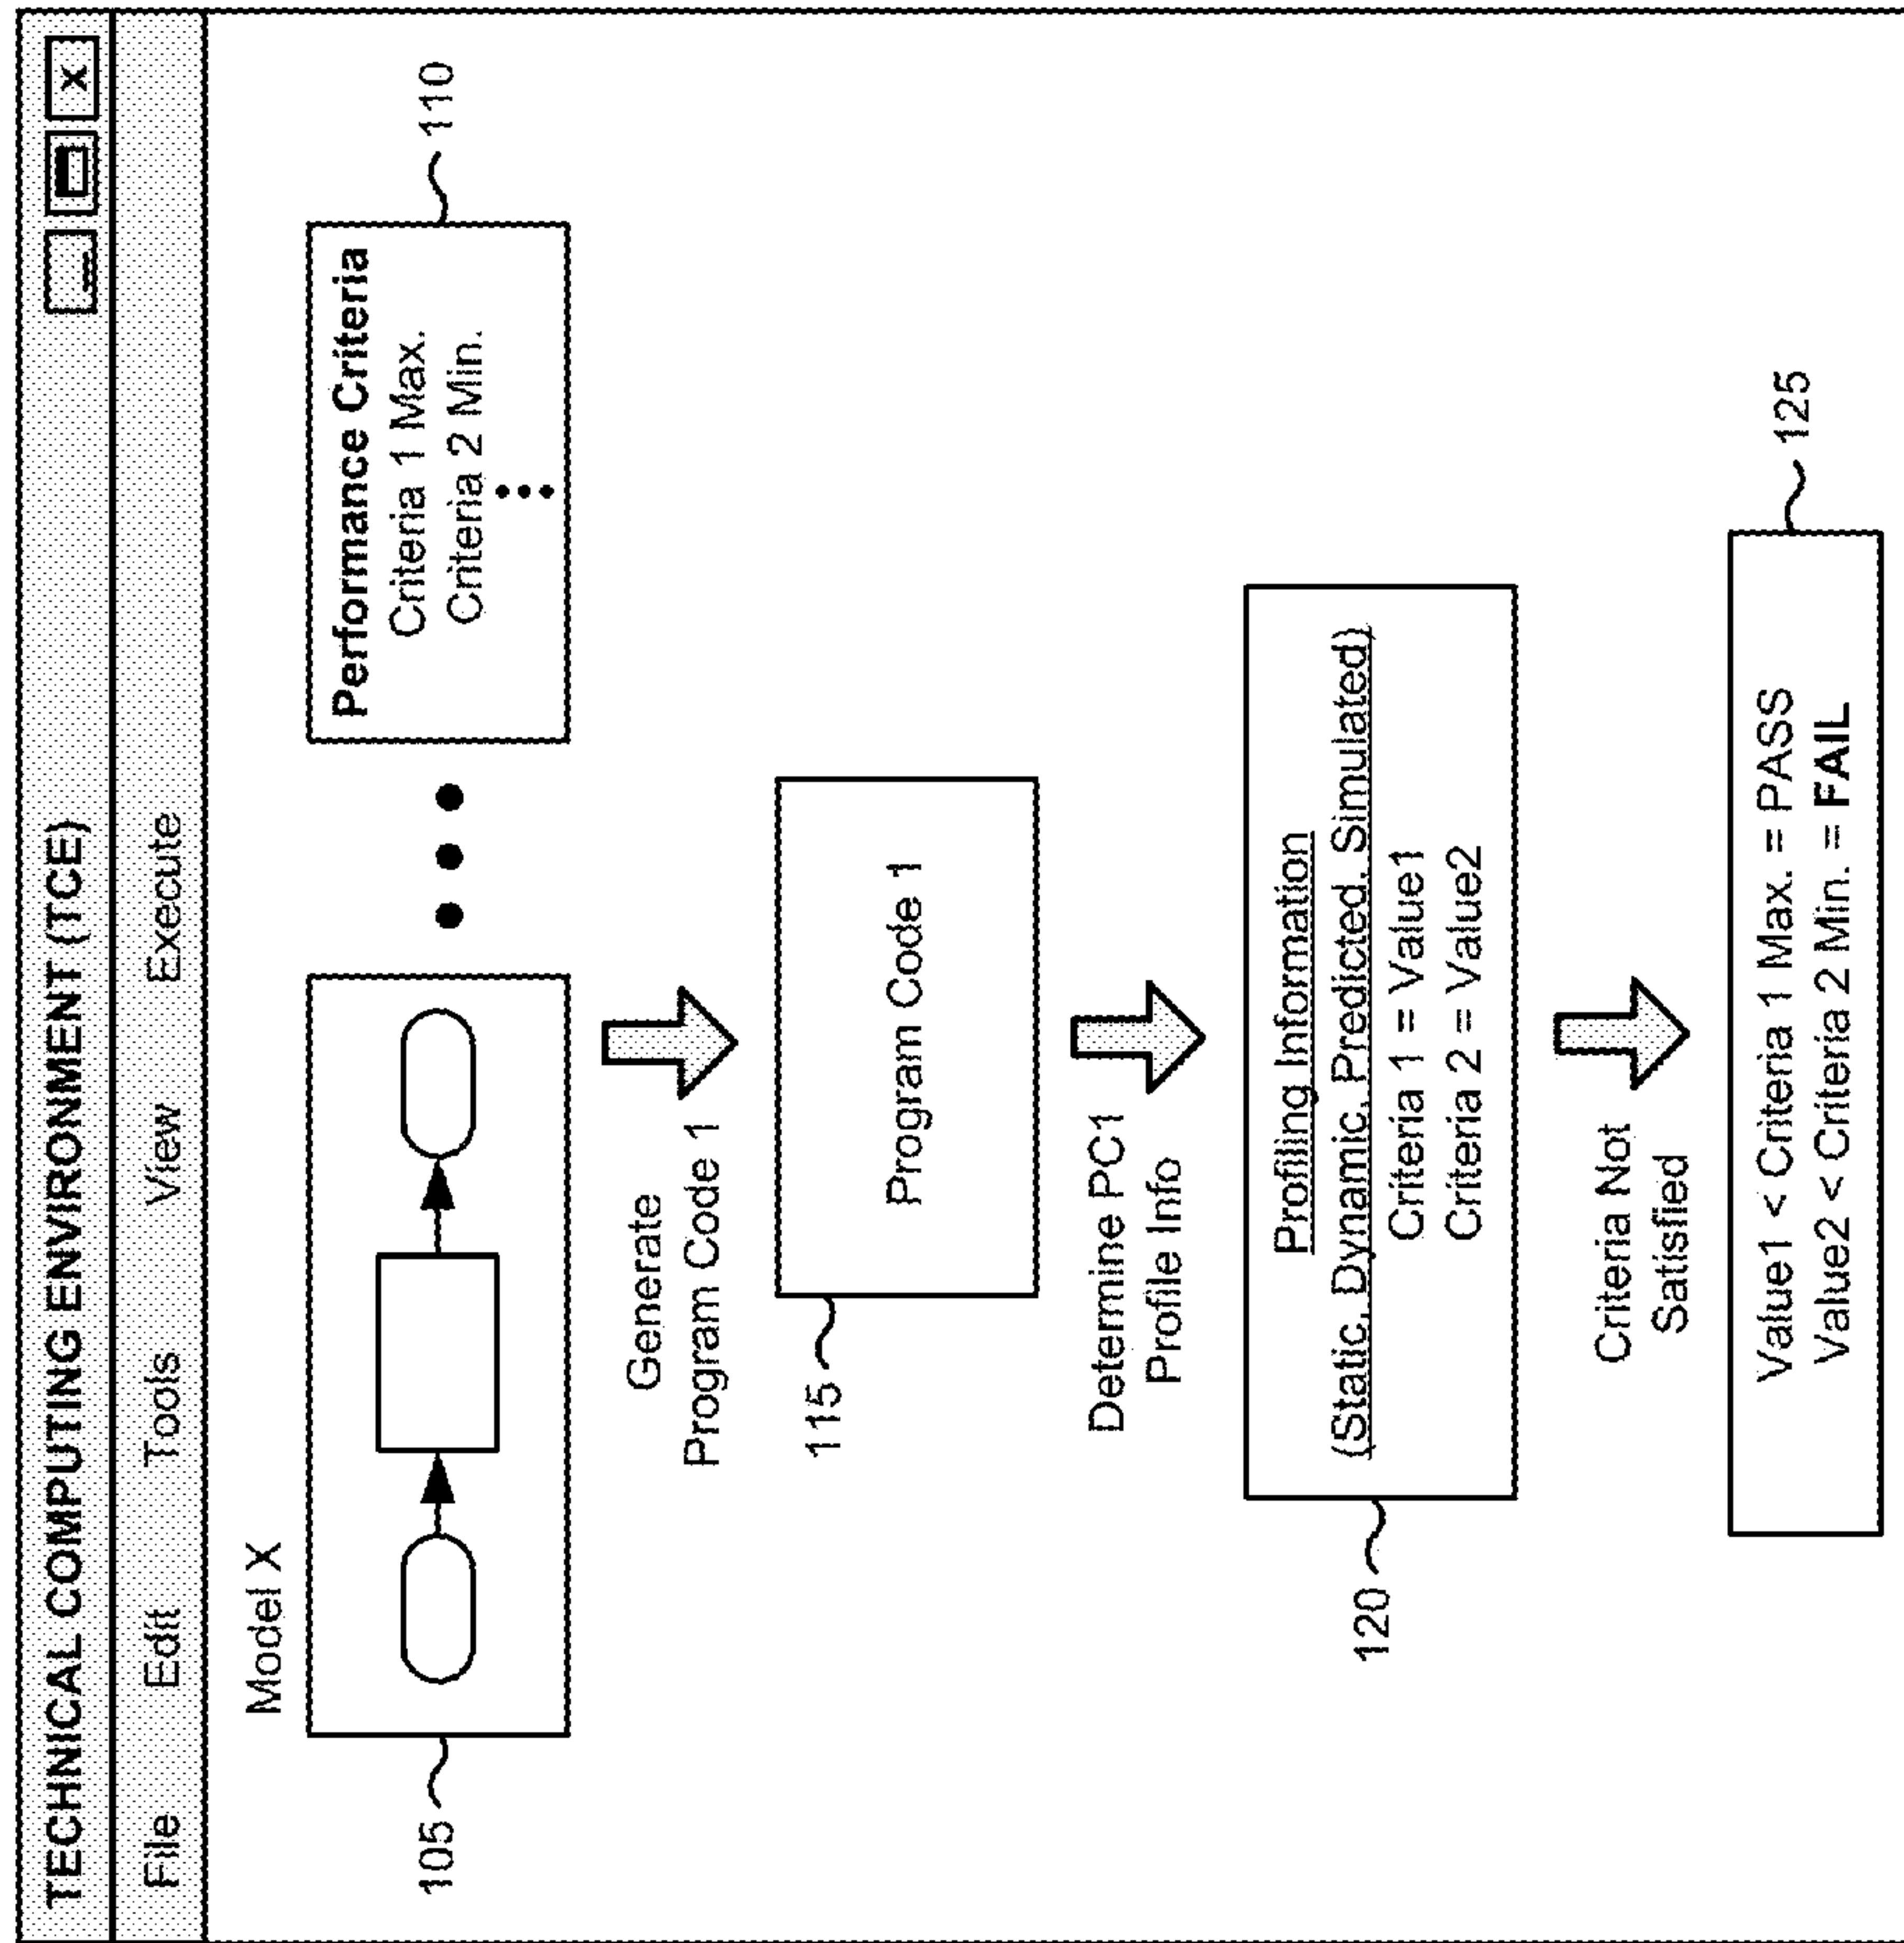 TECHNICAL COMPUTING ENVIRONMENT (TCE)
_ X
File Edit Tools View Execute
Model X
105
Performance Criteria
Criteria 1 Max.
Criteria 2 Min.
110
Generate
Program Code 1
115
Program Code 1
Determine PC1
Profile Info
120
Profiling Information
(Static, Dynamic, Predicted, Simulated)
Criteria 1 = Value1
Criteria 2 = Value2
Criteria Not
Satisfied
Value1 < Criteria 1 Max. = PASS
Value2 < Criteria 2 Min. = FAIL
125